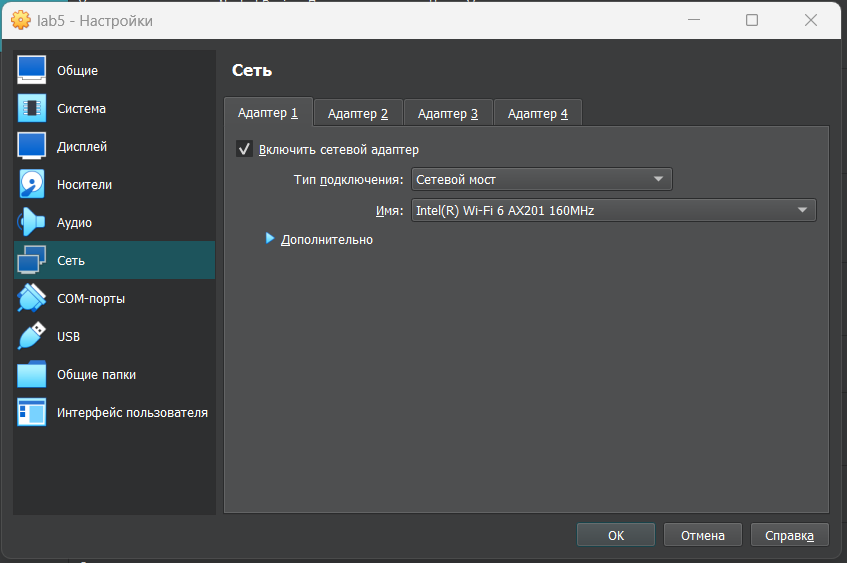 lab5 - Настройки
Общие
Система
Дисплей
Носители
Аудио
Сеть
COM-порты
USB
Общие папки
Интерфейс пользователя
Сеть
Адаптер 1
Адаптер 2
Адаптер 3
Адаптер 4
Включить сетевой адаптер
Тип подключения: Сетевой мост
Имя: Intel(R) Wi-Fi 6 AX201 160MHz
Дополнительно
OK
Отмена
Справка